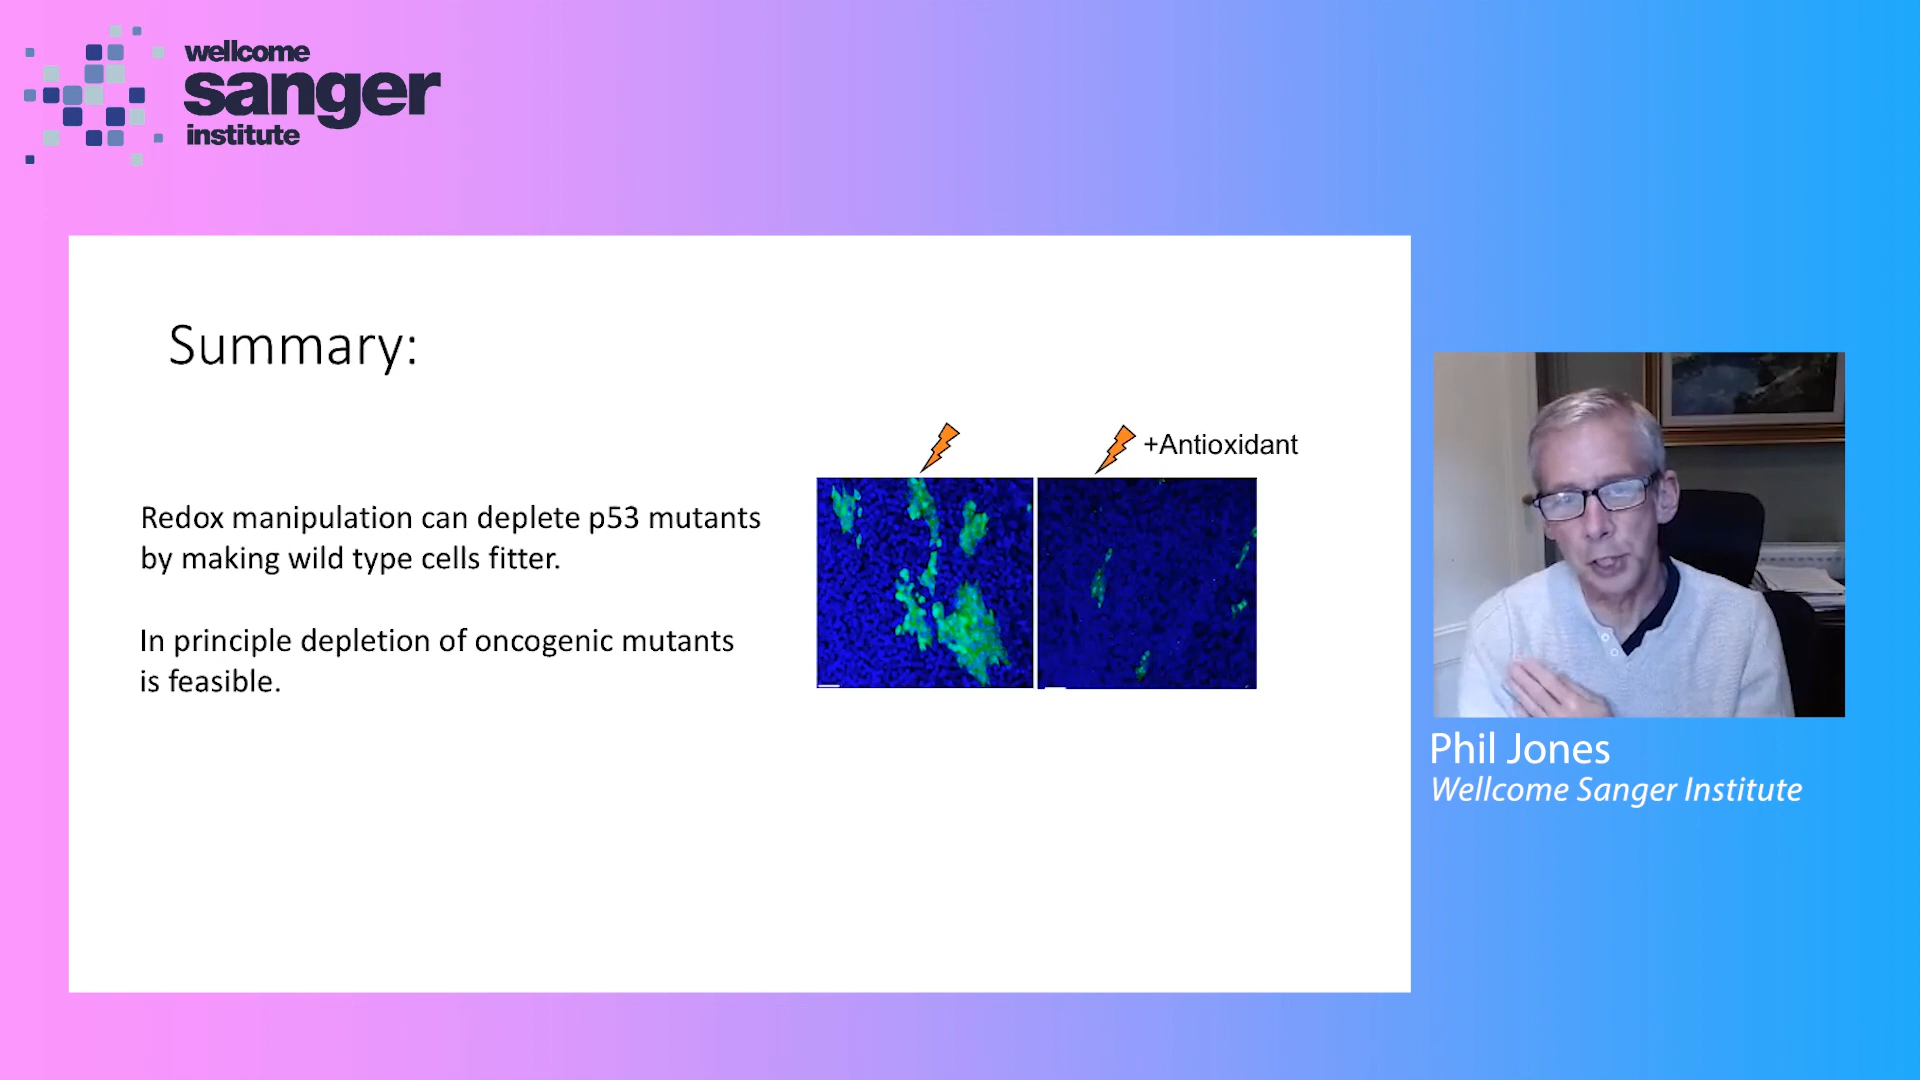 wellcome
sanger
institute
Summary:
+Antioxidant
Redox manipulation can deplete p53 mutants
by making wild type cells fitter.
In principle depletion of oncogenic mutants
is feasible.
Phil Jones
Wellcome Sanger Institute